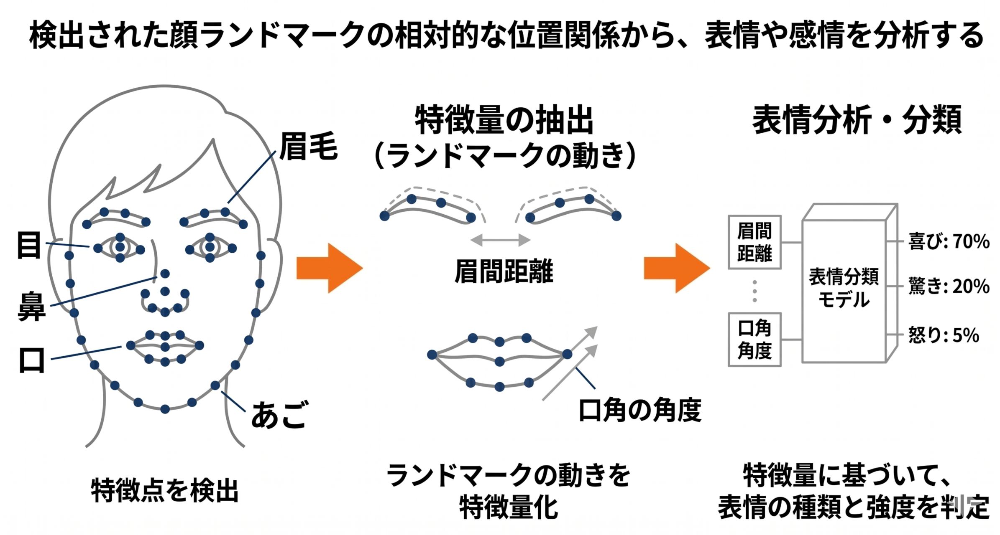 検出された顔ランドマークの相対的な位置関係から、表情や感情を分析する
眉毛
目
鼻
口
あご
特徴点を検出
特徴量の抽出
（ランドマークの動き）
眉間距離
口角の角度
ランドマークの動きを
特徴量化
表情分析・分類
眉間
距離
口角
角度
表情分類
モデル
喜び: 70%
驚き: 20%
怒り: 5%
特徴量に基づいて、
表情の種類と強度を判定